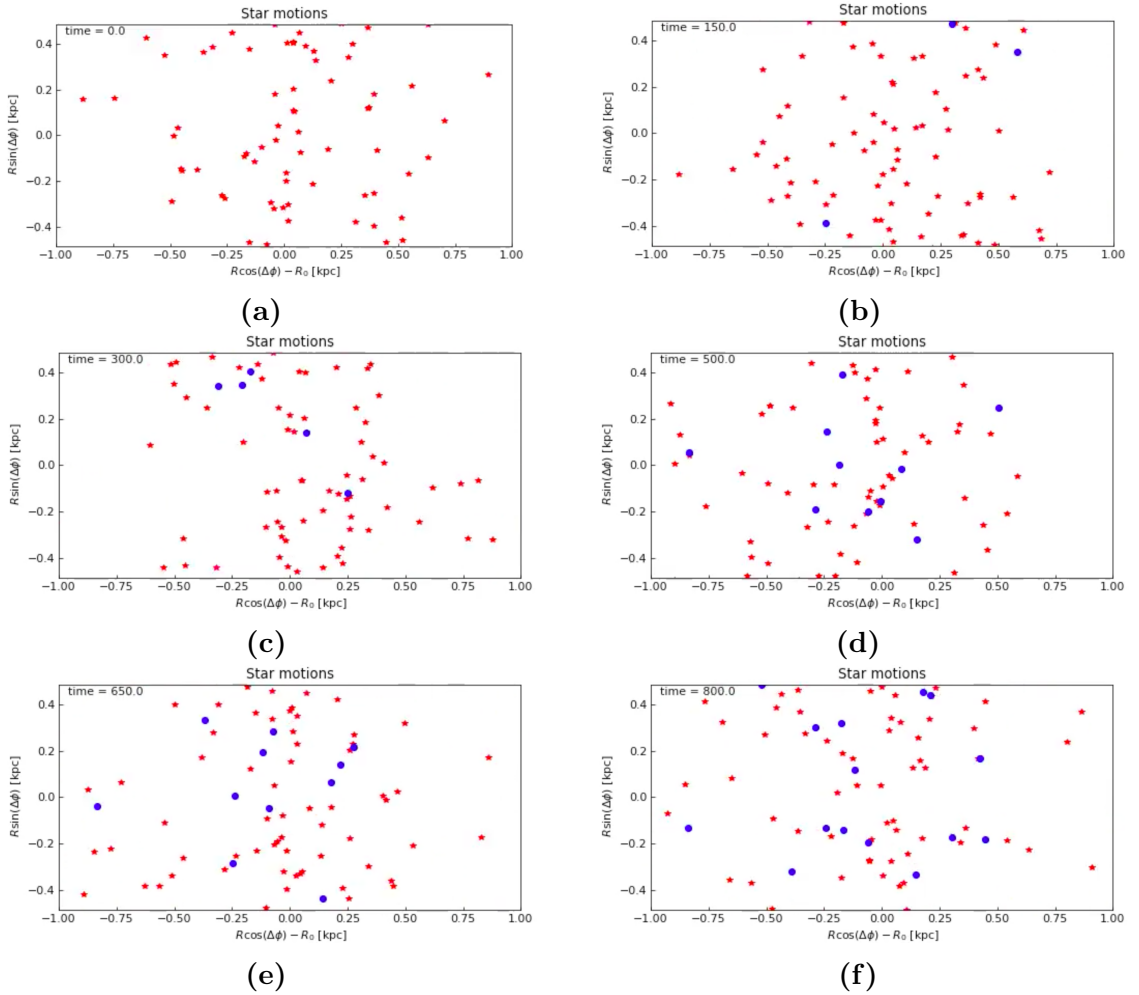 Star motions
time = 0.0
0.4
0.2
0.0
−0.2
−0.4
R sin(Δϕ) [kpc]
−1.00 −0.75 −0.50 −0.25 0.00 0.25 0.50 0.75 1.00
R cos(Δϕ) − R₀ [kpc]
(a)
Star motions
time = 150.0
0.4
0.2
0.0
−0.2
−0.4
R sin(Δϕ) [kpc]
−1.00 −0.75 −0.50 −0.25 0.00 0.25 0.50 0.75 1.00
R cos(Δϕ) − R₀ [kpc]
(b)
Star motions
time = 300.0
0.4
0.2
0.0
−0.2
−0.4
R sin(Δϕ) [kpc]
−1.00 −0.75 −0.50 −0.25 0.00 0.25 0.50 0.75 1.00
R cos(Δϕ) − R₀ [kpc]
(c)
Star motions
time = 500.0
0.4
0.2
0.0
−0.2
−0.4
R sin(Δϕ) [kpc]
−1.00 −0.75 −0.50 −0.25 0.00 0.25 0.50 0.75 1.00
R cos(Δϕ) − R₀ [kpc]
(d)
Star motions
time = 650.0
0.4
0.2
0.0
−0.2
−0.4
R sin(Δϕ) [kpc]
−1.00 −0.75 −0.50 −0.25 0.00 0.25 0.50 0.75 1.00
R cos(Δϕ) − R₀ [kpc]
(e)
Star motions
time = 800.0
0.4
0.2
0.0
−0.2
−0.4
R sin(Δϕ) [kpc]
−1.00 −0.75 −0.50 −0.25 0.00 0.25 0.50 0.75 1.00
R cos(Δϕ) − R₀ [kpc]
(f)